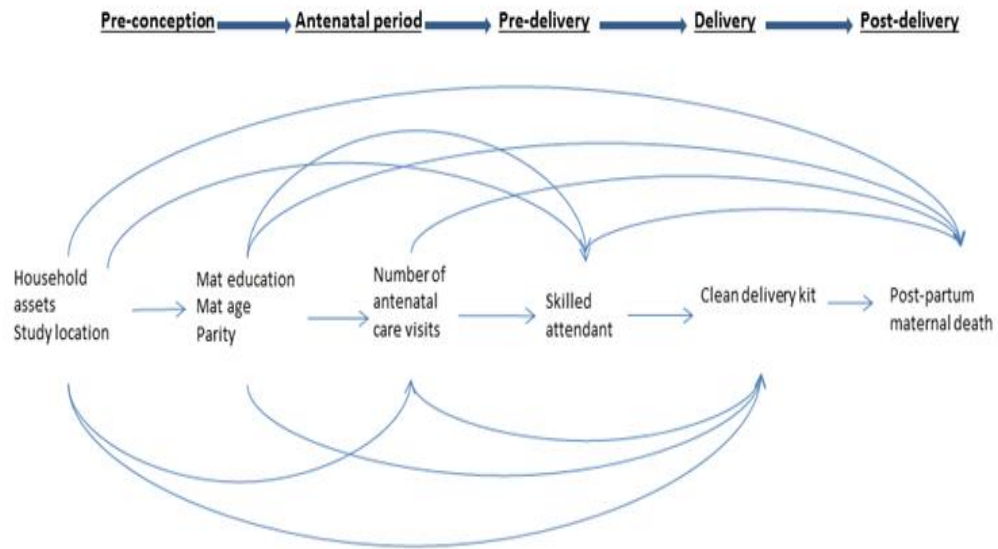 Pre-conception Antenatal period Pre-delivery Delivery Post-delivery
Household
assets
Study location
Mat education
Mat age
Parity
Number of
antenatal
care visits
Skilled
attendant
Clean delivery kit
Post-partum
maternal death